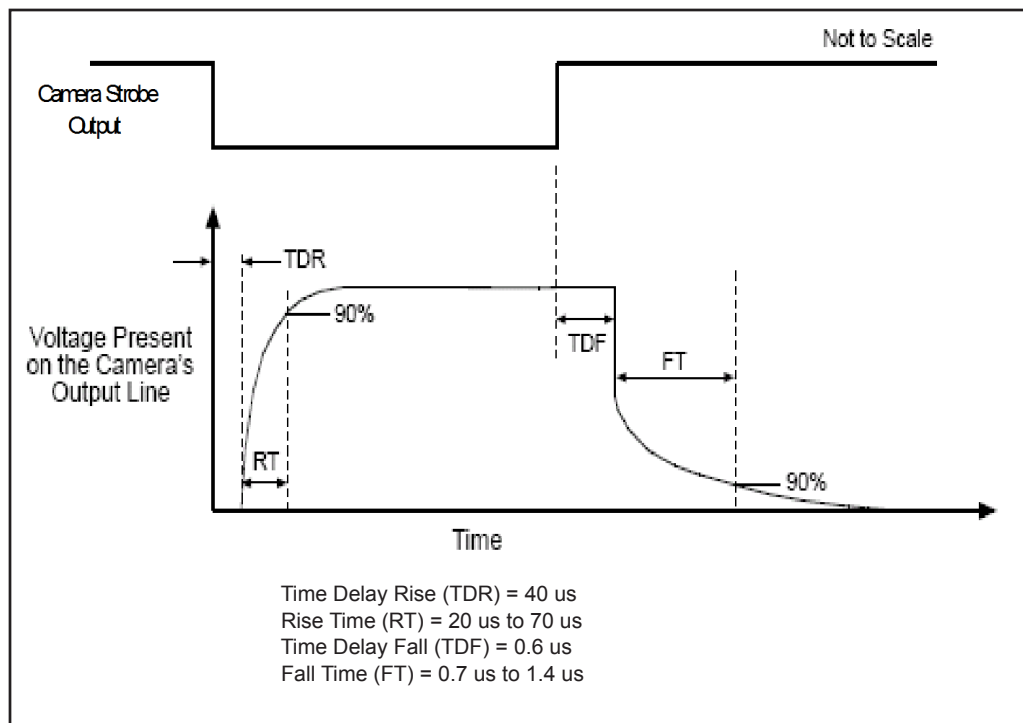 Not to Scale
Camera Strobe
Output
TDR
90%
Voltage Present
on the Camera's
Output Line
TDF
FT
RT
90%
Time
Time Delay Rise (TDR) = 40 us
Rise Time (RT) = 20 us to 70 us
Time Delay Fall (TDF) = 0.6 us
Fall Time (FT) = 0.7 us to 1.4 us